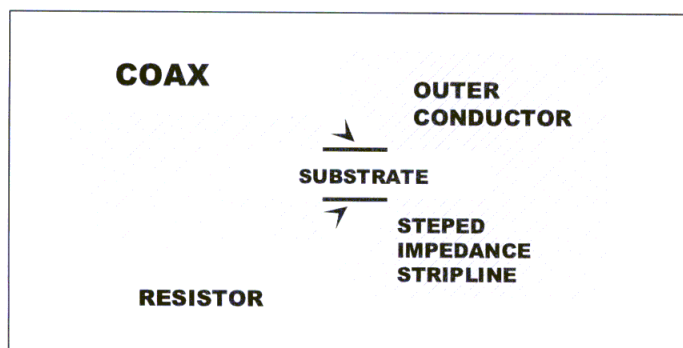 COAX
OUTER
CONDUCTOR
SUBSTRATE
STEPED
IMPEDANCE
STRIPLINE
RESISTOR